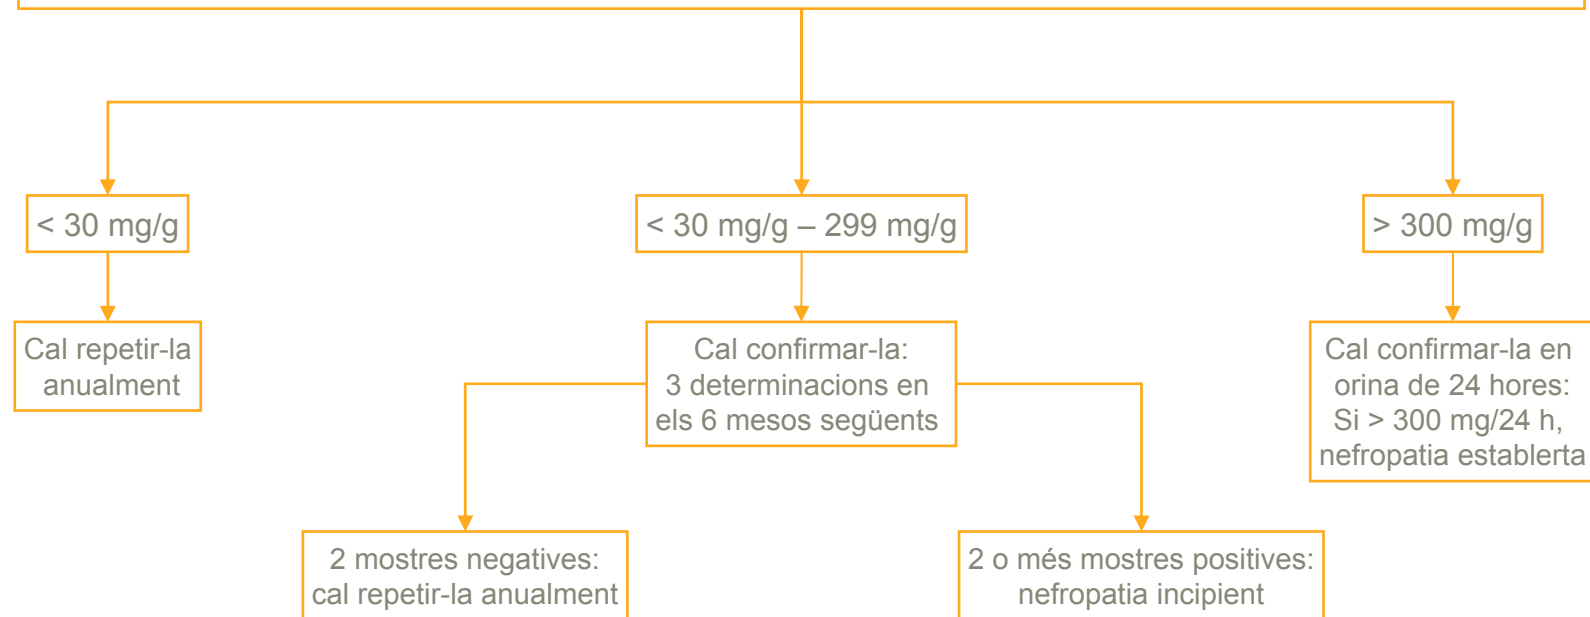 < 30 mg/g
< 30 mg/g – 299 mg/g
> 300 mg/g
Cal repetir-la
anualment
Cal confirmar-la:
3 determinacions en
els 6 mesos següents
Cal confirmar-la en
orina de 24 hores:
Si > 300 mg/24 h,
nefropatia establerta
2 mostres negatives:
cal repetir-la anualment
2 o més mostres positives:
nefropatia incipient